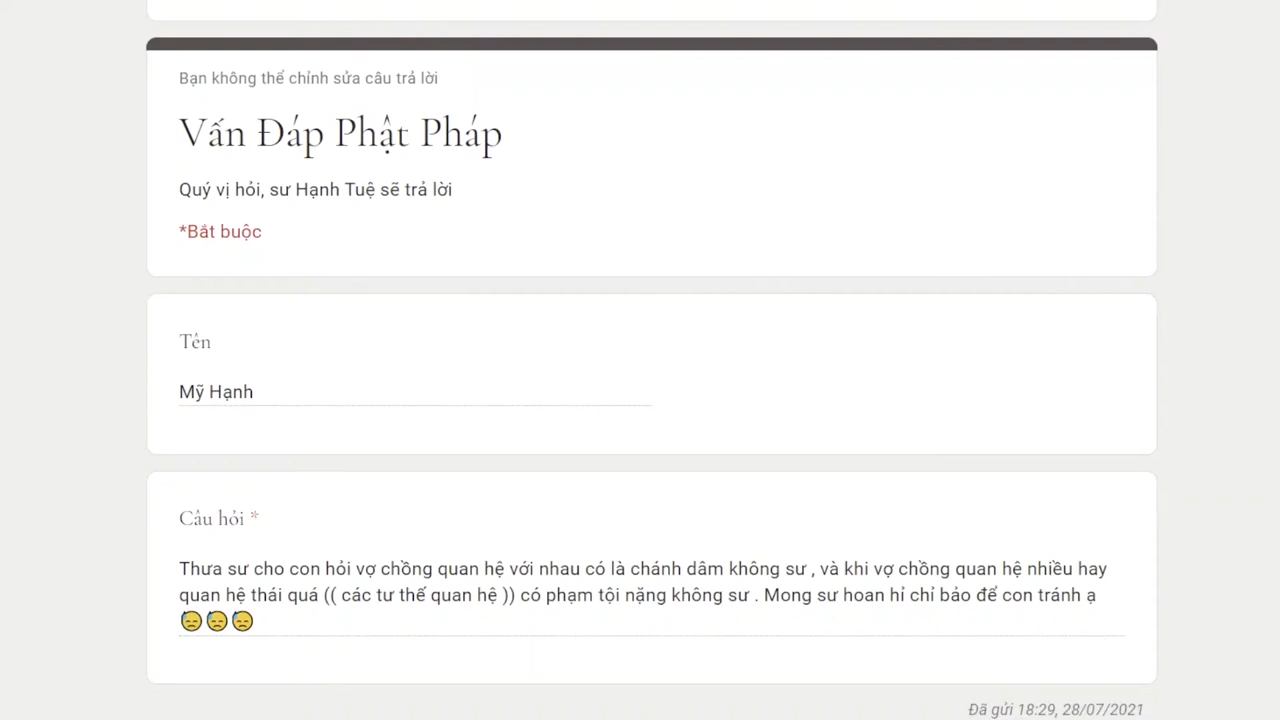 Bạn không thể chỉnh sửa câu trả lời
Vấn Đáp Phật Pháp
Quý vị hỏi, sư Hạnh Tuệ sẽ trả lời
*Bắt buộc
Tên
Mỹ Hạnh
Câu hỏi *
Thưa sư cho con hỏi vợ chồng quan hệ với nhau có là chánh dâm không sư , và khi vợ chồng quan hệ nhiều hay
quan hệ thái quá (( các tư thế quan hệ )) có phạm tội nặng không sư . Mong sư hoan hỉ chỉ bảo để con tránh ạ
😓😓😓
Đã gửi 18:29, 28/07/2021